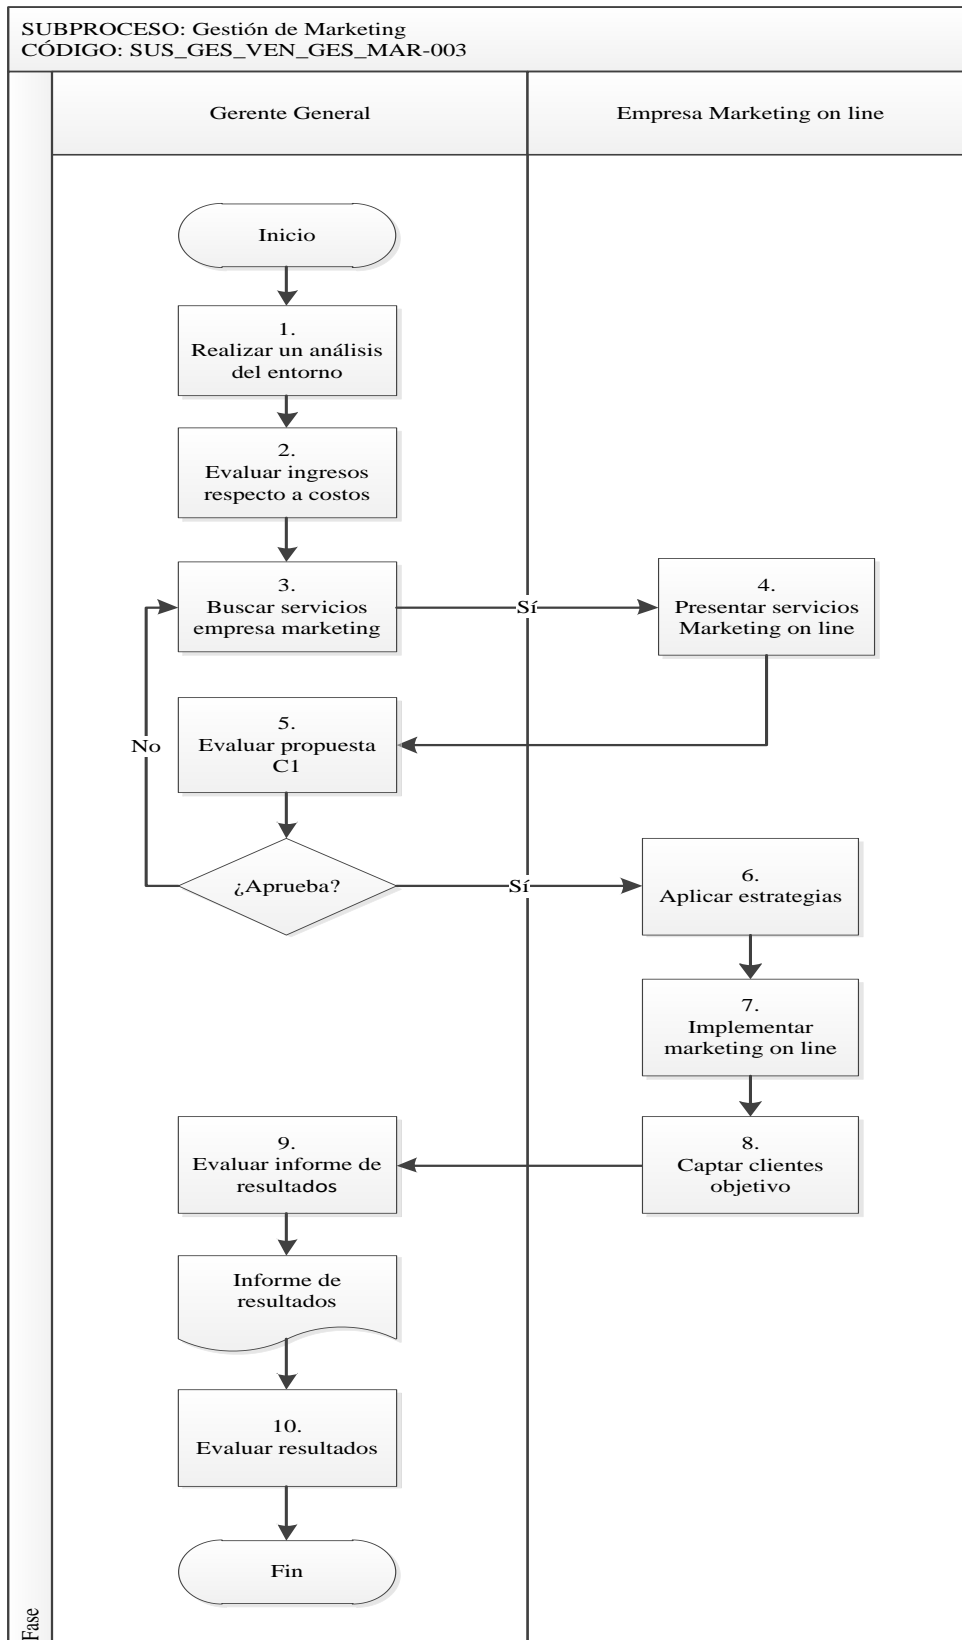 SUBPROCESO: Gestión de Marketing
CÓDIGO: SUS_GES_VEN_GES_MAR-003
Gerente General
Empresa Marketing on line
Inicio
1.
Realizar un análisis
del entorno
2.
Evaluar ingresos
respecto a costos
3.
Buscar servicios
empresa marketing
Sí
4.
Presentar servicios
Marketing on line
5.
Evaluar propuesta
C1
No
¿Aprueba?
Sí
6.
Aplicar estrategias
7.
Implementar
marketing on line
8.
Captar clientes
objetivo
9.
Evaluar informe de
resultados
Informe de
resultados
10.
Evaluar resultados
Fin
Fase